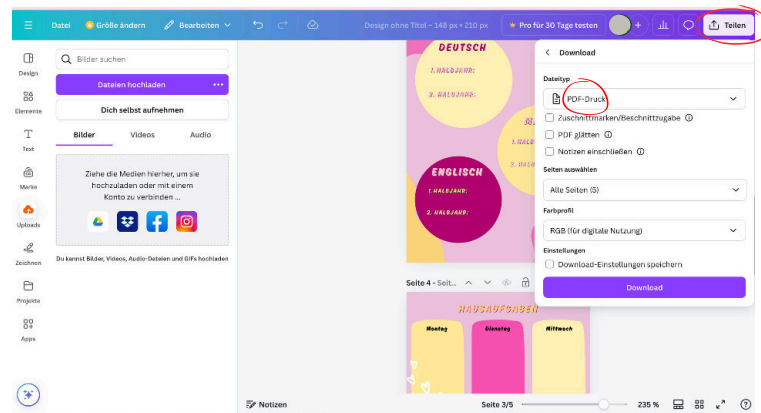 Datei
Größe ändern
Bearbeiten
Design ohne Titel – 148 px × 210 px
Pro für 30 Tage testen
Teilen
Design
Elemente
Text
Marke
Uploads
Zeichnen
Projekte
Apps
Bilder suchen
Dateien hochladen
Dich selbst aufnehmen
Bilder Videos Audio
Ziehe die Medien hierher, um sie
hochzuladen oder mit einem
Konto zu verbinden ...
Du kannst Bilder, Videos, Audio-Dateien und GIFs hochladen
DEUTSCH
1. HALBJAHR:
2. HALBJAHR:
ENGLISCH
1. HALBJAHR:
2. HALBJAHR:
Seite 4 - Seit...
HAUSAUFGABEN
Montag Dienstag Mittwoch
Download
Dateityp
PDF-Druck
Zuschnittmarken/Beschnittzugabe
PDF glätten
Notizen einschließen
Seiten auswählen
Alle Seiten (5)
Farbprofil
RGB (für digitale Nutzung)
Einstellungen
Download-Einstellungen speichern
Download
Notizen
Seite 3/5
235 %